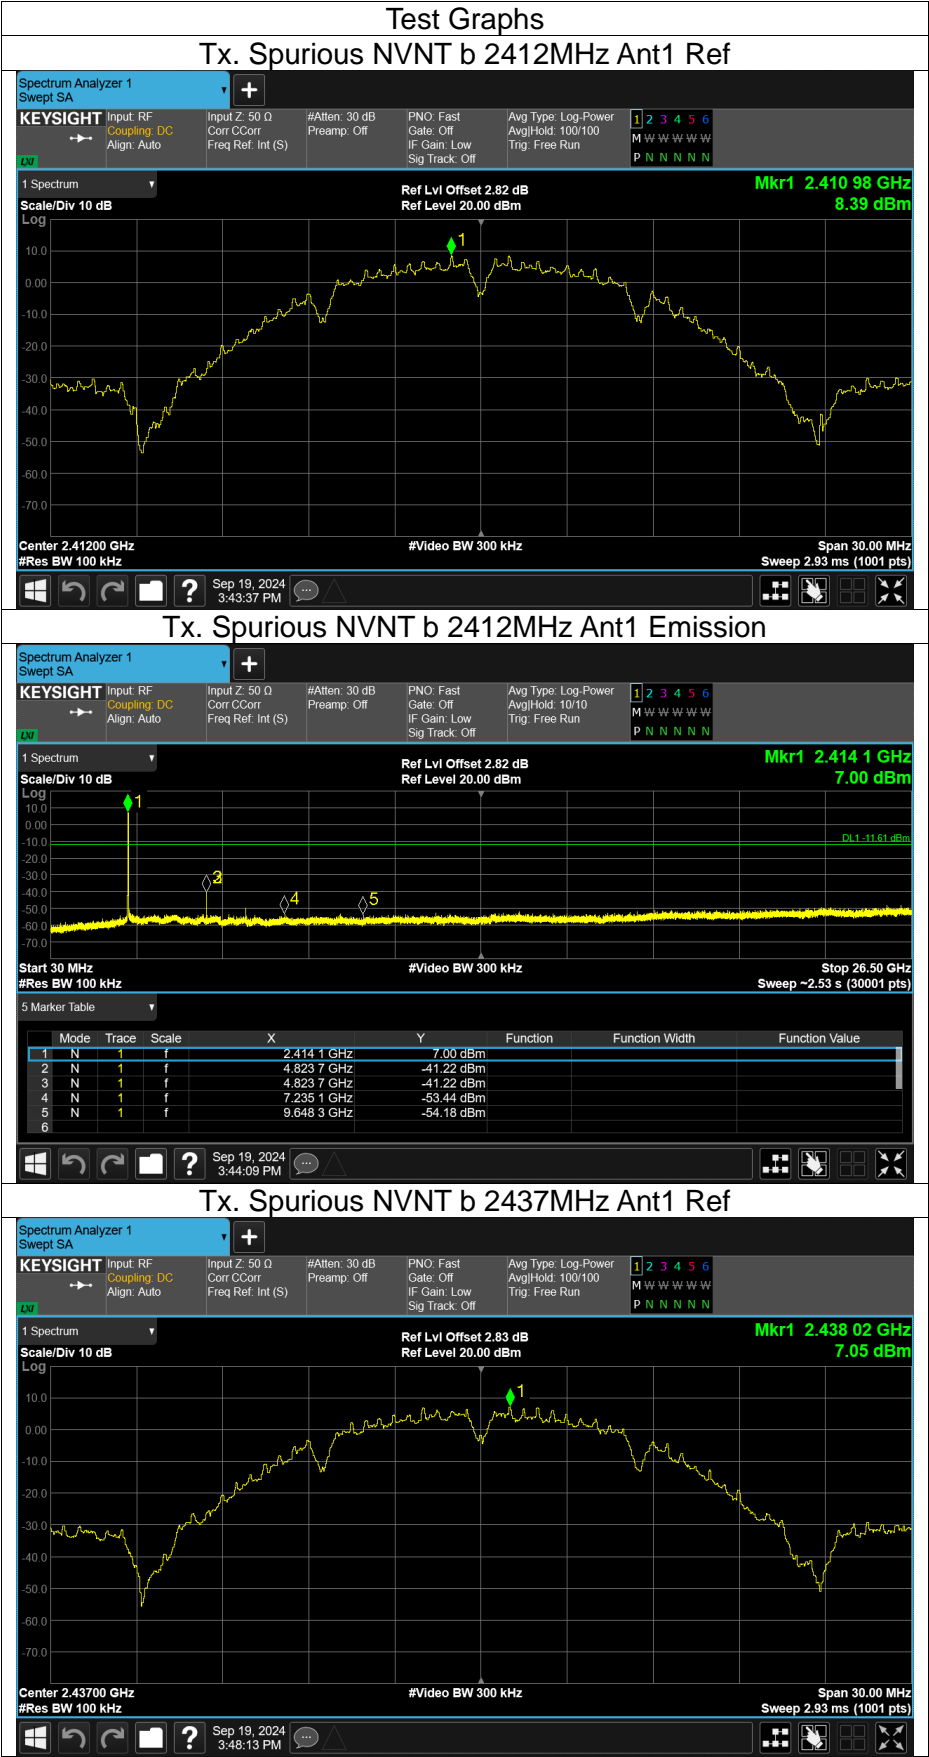 Test Graphs
Tx. Spurious NVNT b 2412MHz Ant1 Ref
Spectrum Analyzer 1
Swept SA
+
KEYSIGHT Input: RF Input Z: 50 Ω #Atten: 30 dB PNO: Fast Avg Type: Log-Power 1 2 3 4 5 6
Coupling: DC Corr CCorr Preamp: Off Gate: Off Avg|Hold: 100/100 M W W W W W
Align: Auto Freq Ref: Int (S) IF Gain: Low Trig: Free Run
LXI Sig Track: Off P N N N N N
1 Spectrum Ref Lvl Offset 2.82 dB Mkr1 2.410 98 GHz
Scale/Div 10 dB Ref Level 20.00 dBm 8.39 dBm
Log
1
10.0
0.00
-10.0
-20.0
-30.0
-40.0
-50.0
-60.0
-70.0
Center 2.41200 GHz #Video BW 300 kHz Span 30.00 MHz
#Res BW 100 kHz Sweep 2.93 ms (1001 pts)
? Sep 19, 2024
3:43:37 PM
Tx. Spurious NVNT b 2412MHz Ant1 Emission
Spectrum Analyzer 1
Swept SA
+
KEYSIGHT Input: RF Input Z: 50 Ω #Atten: 30 dB PNO: Fast Avg Type: Log-Power 1 2 3 4 5 6
Coupling: DC Corr CCorr Preamp: Off Gate: Off Avg|Hold: 10/10 M W W W W W
Align: Auto Freq Ref: Int (S) IF Gain: Low Trig: Free Run
LXI Sig Track: Off P N N N N N
1 Spectrum Ref Lvl Offset 2.82 dB Mkr1 2.414 1 GHz
Scale/Div 10 dB Ref Level 20.00 dBm 7.00 dBm
Log
10.0 1
0.00
-10.0 DL1 -11.61 dBm
-20.0
-30.0 2 3
-40.0 4 5
-50.0
-60.0
-70.0
Start 30 MHz #Video BW 300 kHz Stop 26.50 GHz
#Res BW 100 kHz Sweep ~2.53 s (30001 pts)
5 Marker Table
Mode Trace Scale X Y Function Function Width Function Value
1 N 1 f 2.414 1 GHz 7.00 dBm
2 N 1 f 4.823 7 GHz -41.22 dBm
3 N 1 f 4.823 7 GHz -41.22 dBm
4 N 1 f 7.235 1 GHz -53.44 dBm
5 N 1 f 9.648 3 GHz -54.18 dBm
6
? Sep 19, 2024
3:44:09 PM
Tx. Spurious NVNT b 2437MHz Ant1 Ref
Spectrum Analyzer 1
Swept SA
+
KEYSIGHT Input: RF Input Z: 50 Ω #Atten: 30 dB PNO: Fast Avg Type: Log-Power 1 2 3 4 5 6
Coupling: DC Corr CCorr Preamp: Off Gate: Off Avg|Hold: 100/100 M W W W W W
Align: Auto Freq Ref: Int (S) IF Gain: Low Trig: Free Run
LXI Sig Track: Off P N N N N N
1 Spectrum Ref Lvl Offset 2.83 dB Mkr1 2.438 02 GHz
Scale/Div 10 dB Ref Level 20.00 dBm 7.05 dBm
Log
1
10.0
0.00
-10.0
-20.0
-30.0
-40.0
-50.0
-60.0
-70.0
Center 2.43700 GHz #Video BW 300 kHz Span 30.00 MHz
#Res BW 100 kHz Sweep 2.93 ms (1001 pts)
? Sep 19, 2024
3:48:13 PM